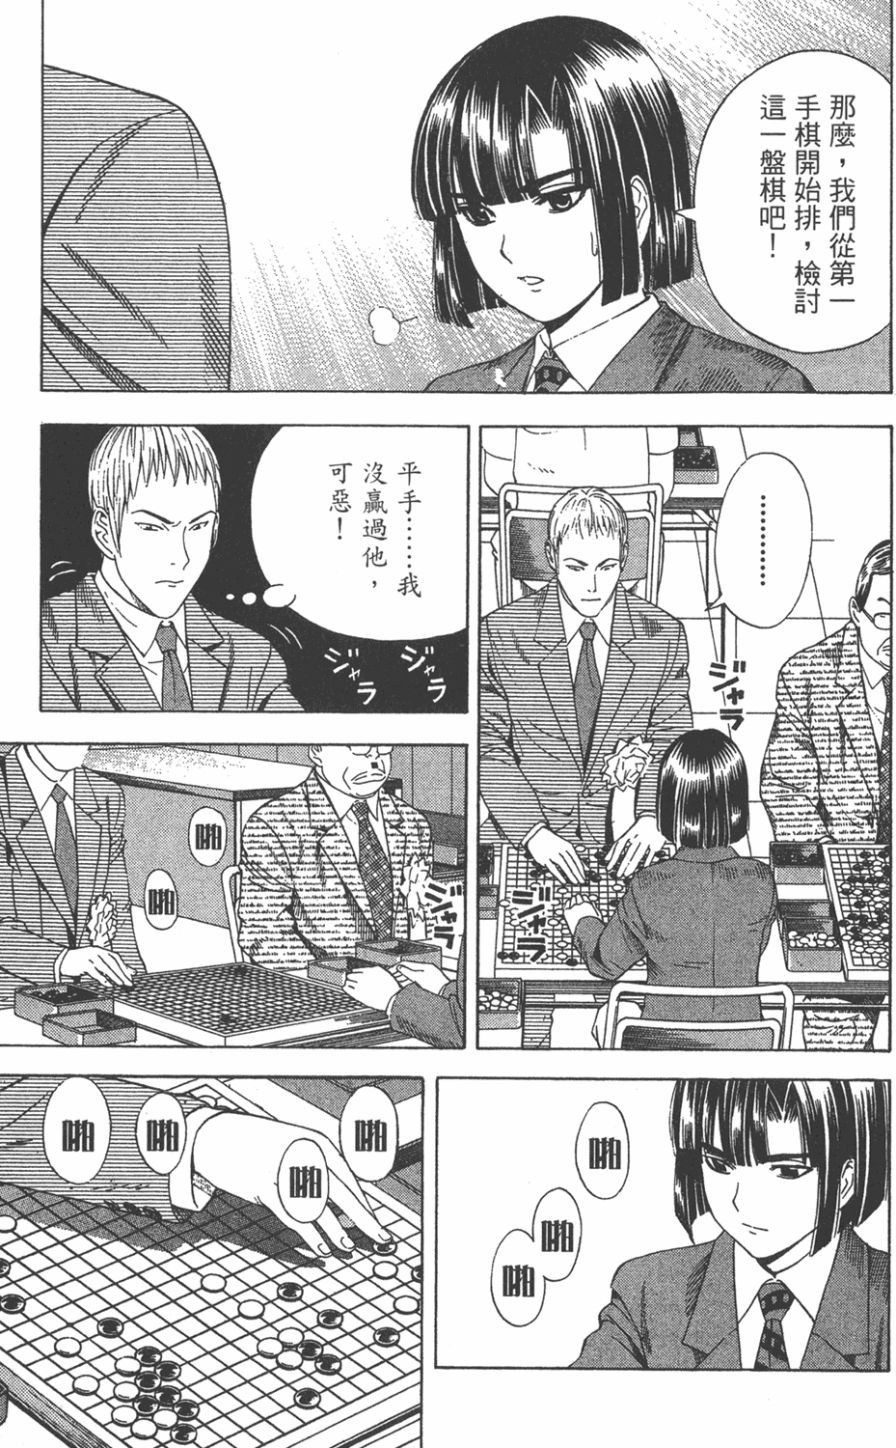 那麼，我們從第一
手棋開始排，檢討
這一盤棋吧！
…………
ジャラ
ジャラ
平手……我
沒贏過他，
可惡！
ジャラ
ジャラ
ジャラ
啪
啪
啪
啪
啪
啪
啪
啪
啪